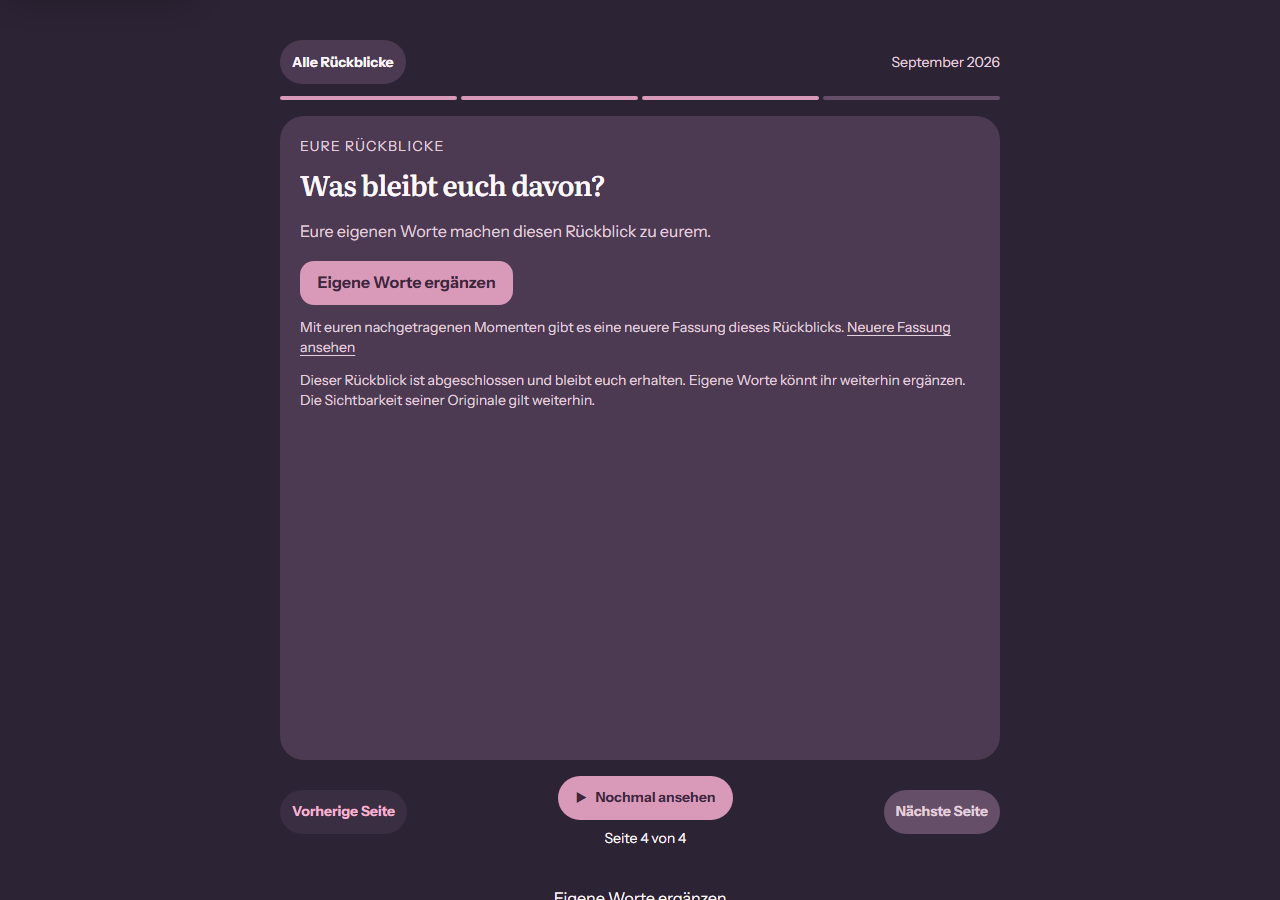 Alle Rückblicke
September 2026
EURE RÜCKBLICKE
Was bleibt euch davon?
Eure eigenen Worte machen diesen Rückblick zu eurem.
Eigene Worte ergänzen
Mit euren nachgetragenen Momenten gibt es eine neuere Fassung dieses Rückblicks. Neuere Fassung
ansehen
Dieser Rückblick ist abgeschlossen und bleibt euch erhalten. Eigene Worte könnt ihr weiterhin ergänzen.
Die Sichtbarkeit seiner Originale gilt weiterhin.
Vorherige Seite
Nochmal ansehen
Nächste Seite
Seite 4 von 4
Eigene Worte ergänzen